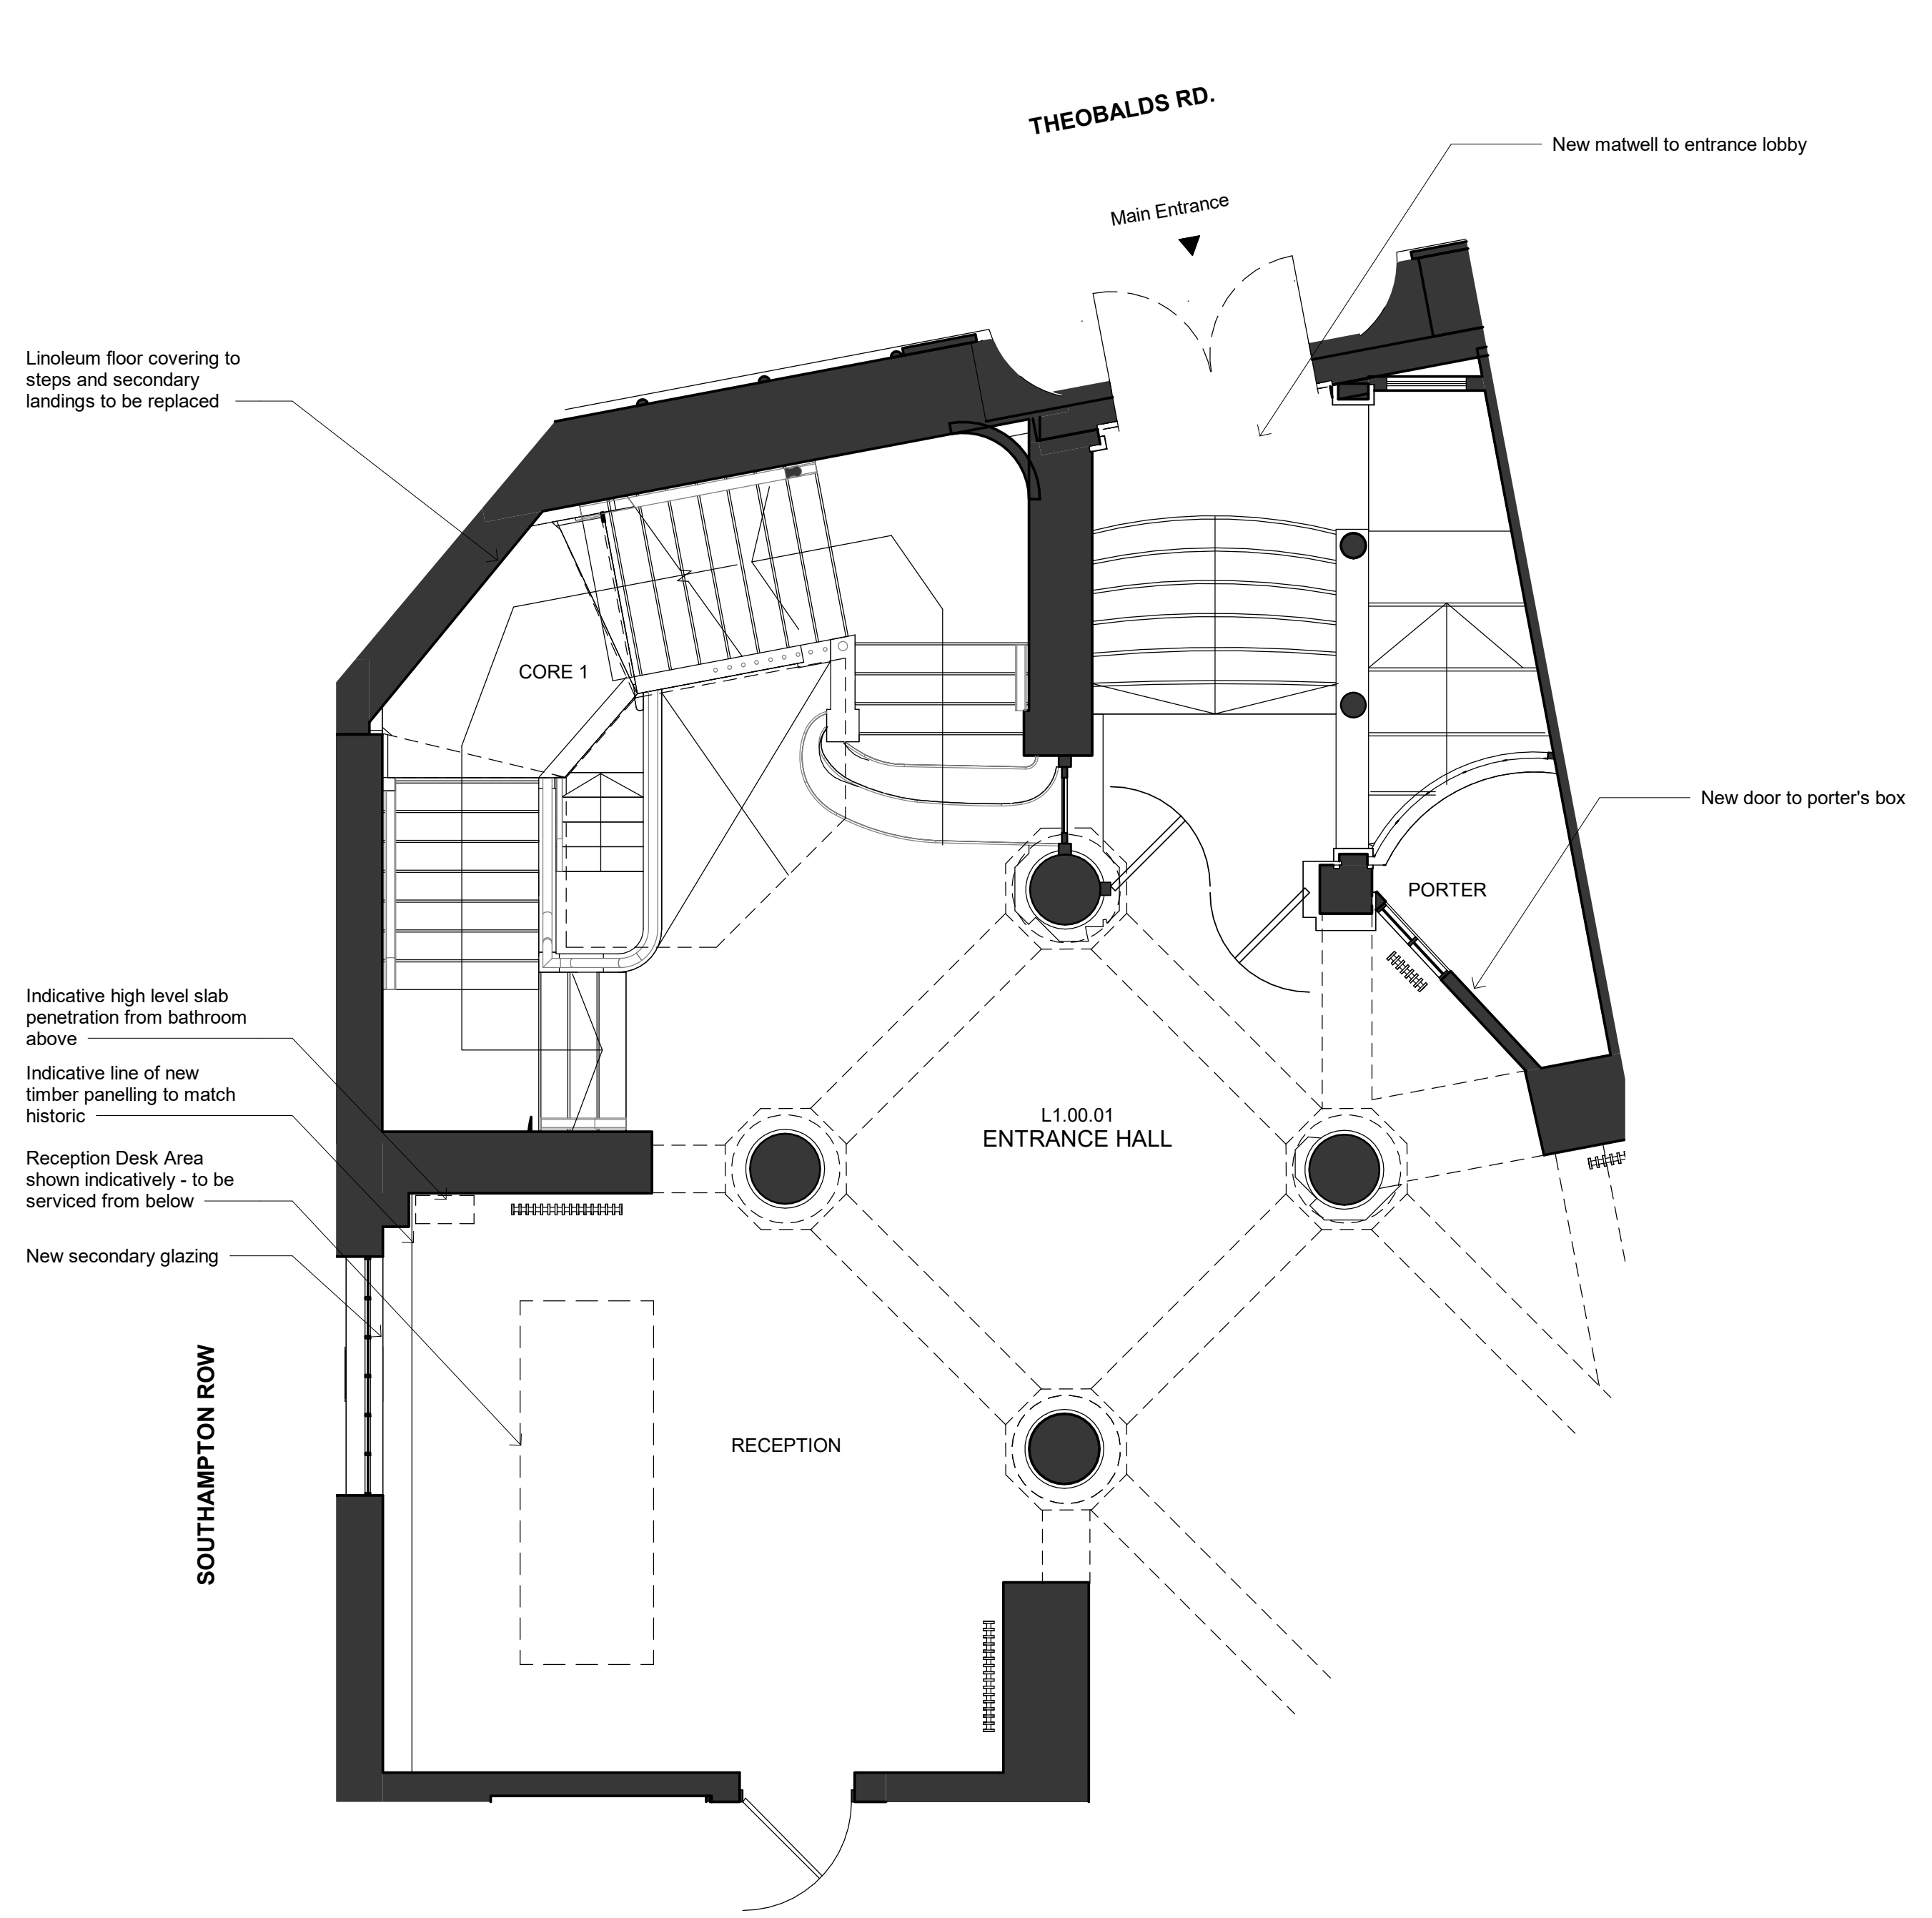 THEOBALDS RD.
New matwell to entrance lobby
Main Entrance
Linoleum floor covering to
steps and secondary
landings to be replaced
CORE 1
New door to porter's box
PORTER
Indicative high level slab
penetration from bathroom
above
Indicative line of new
timber panelling to match
historic
L1.00.01
ENTRANCE HALL
Reception Desk Area
shown indicatively - to be
serviced from below
New secondary glazing
SOUTHAMPTON ROW
RECEPTION